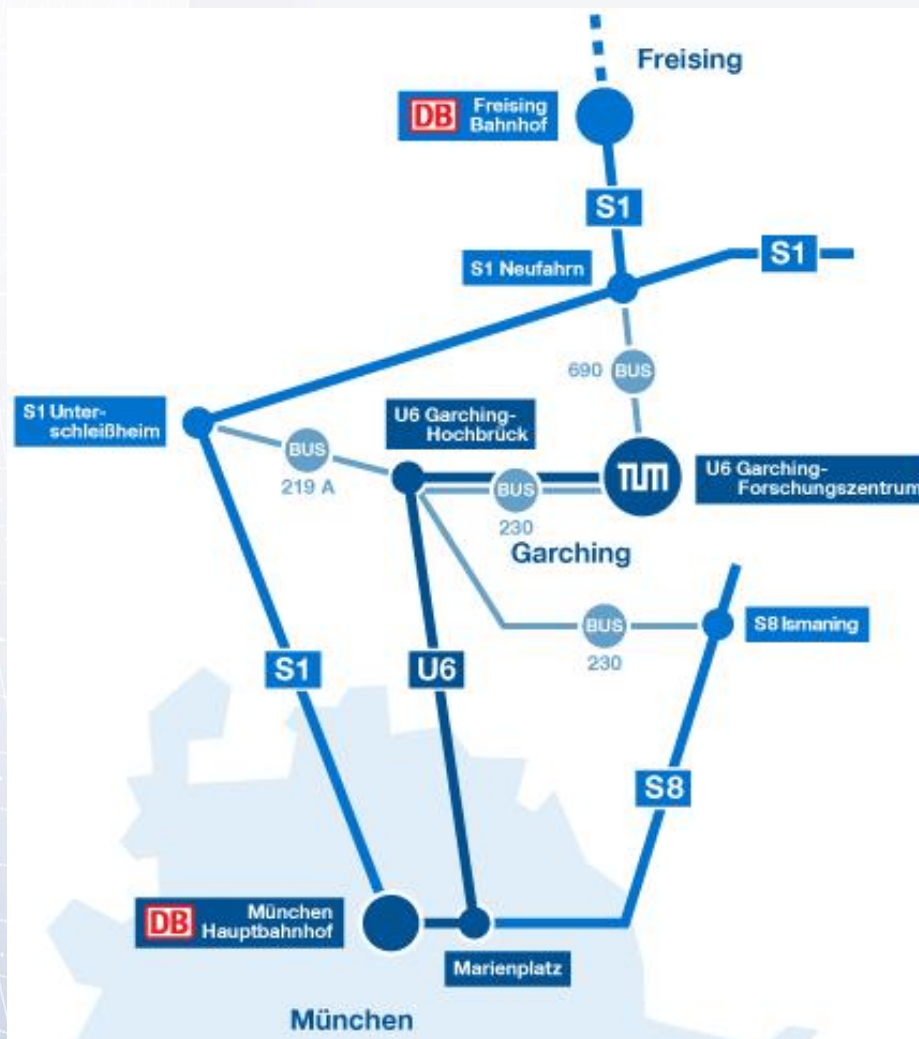 Freising
DB Freising
Bahnhof
S1
S1
S1 Neufahrn
690 BUS
S1 Unter-
schleißheim
U6 Garching-
Hochbrück
BUS
219 A
BUS
230
TUM
U6 Garching-
Forschungszentrum
Garching
BUS
230
S8 Ismaning
S1
U6
S8
DB München
Hauptbahnhof
Marienplatz
München